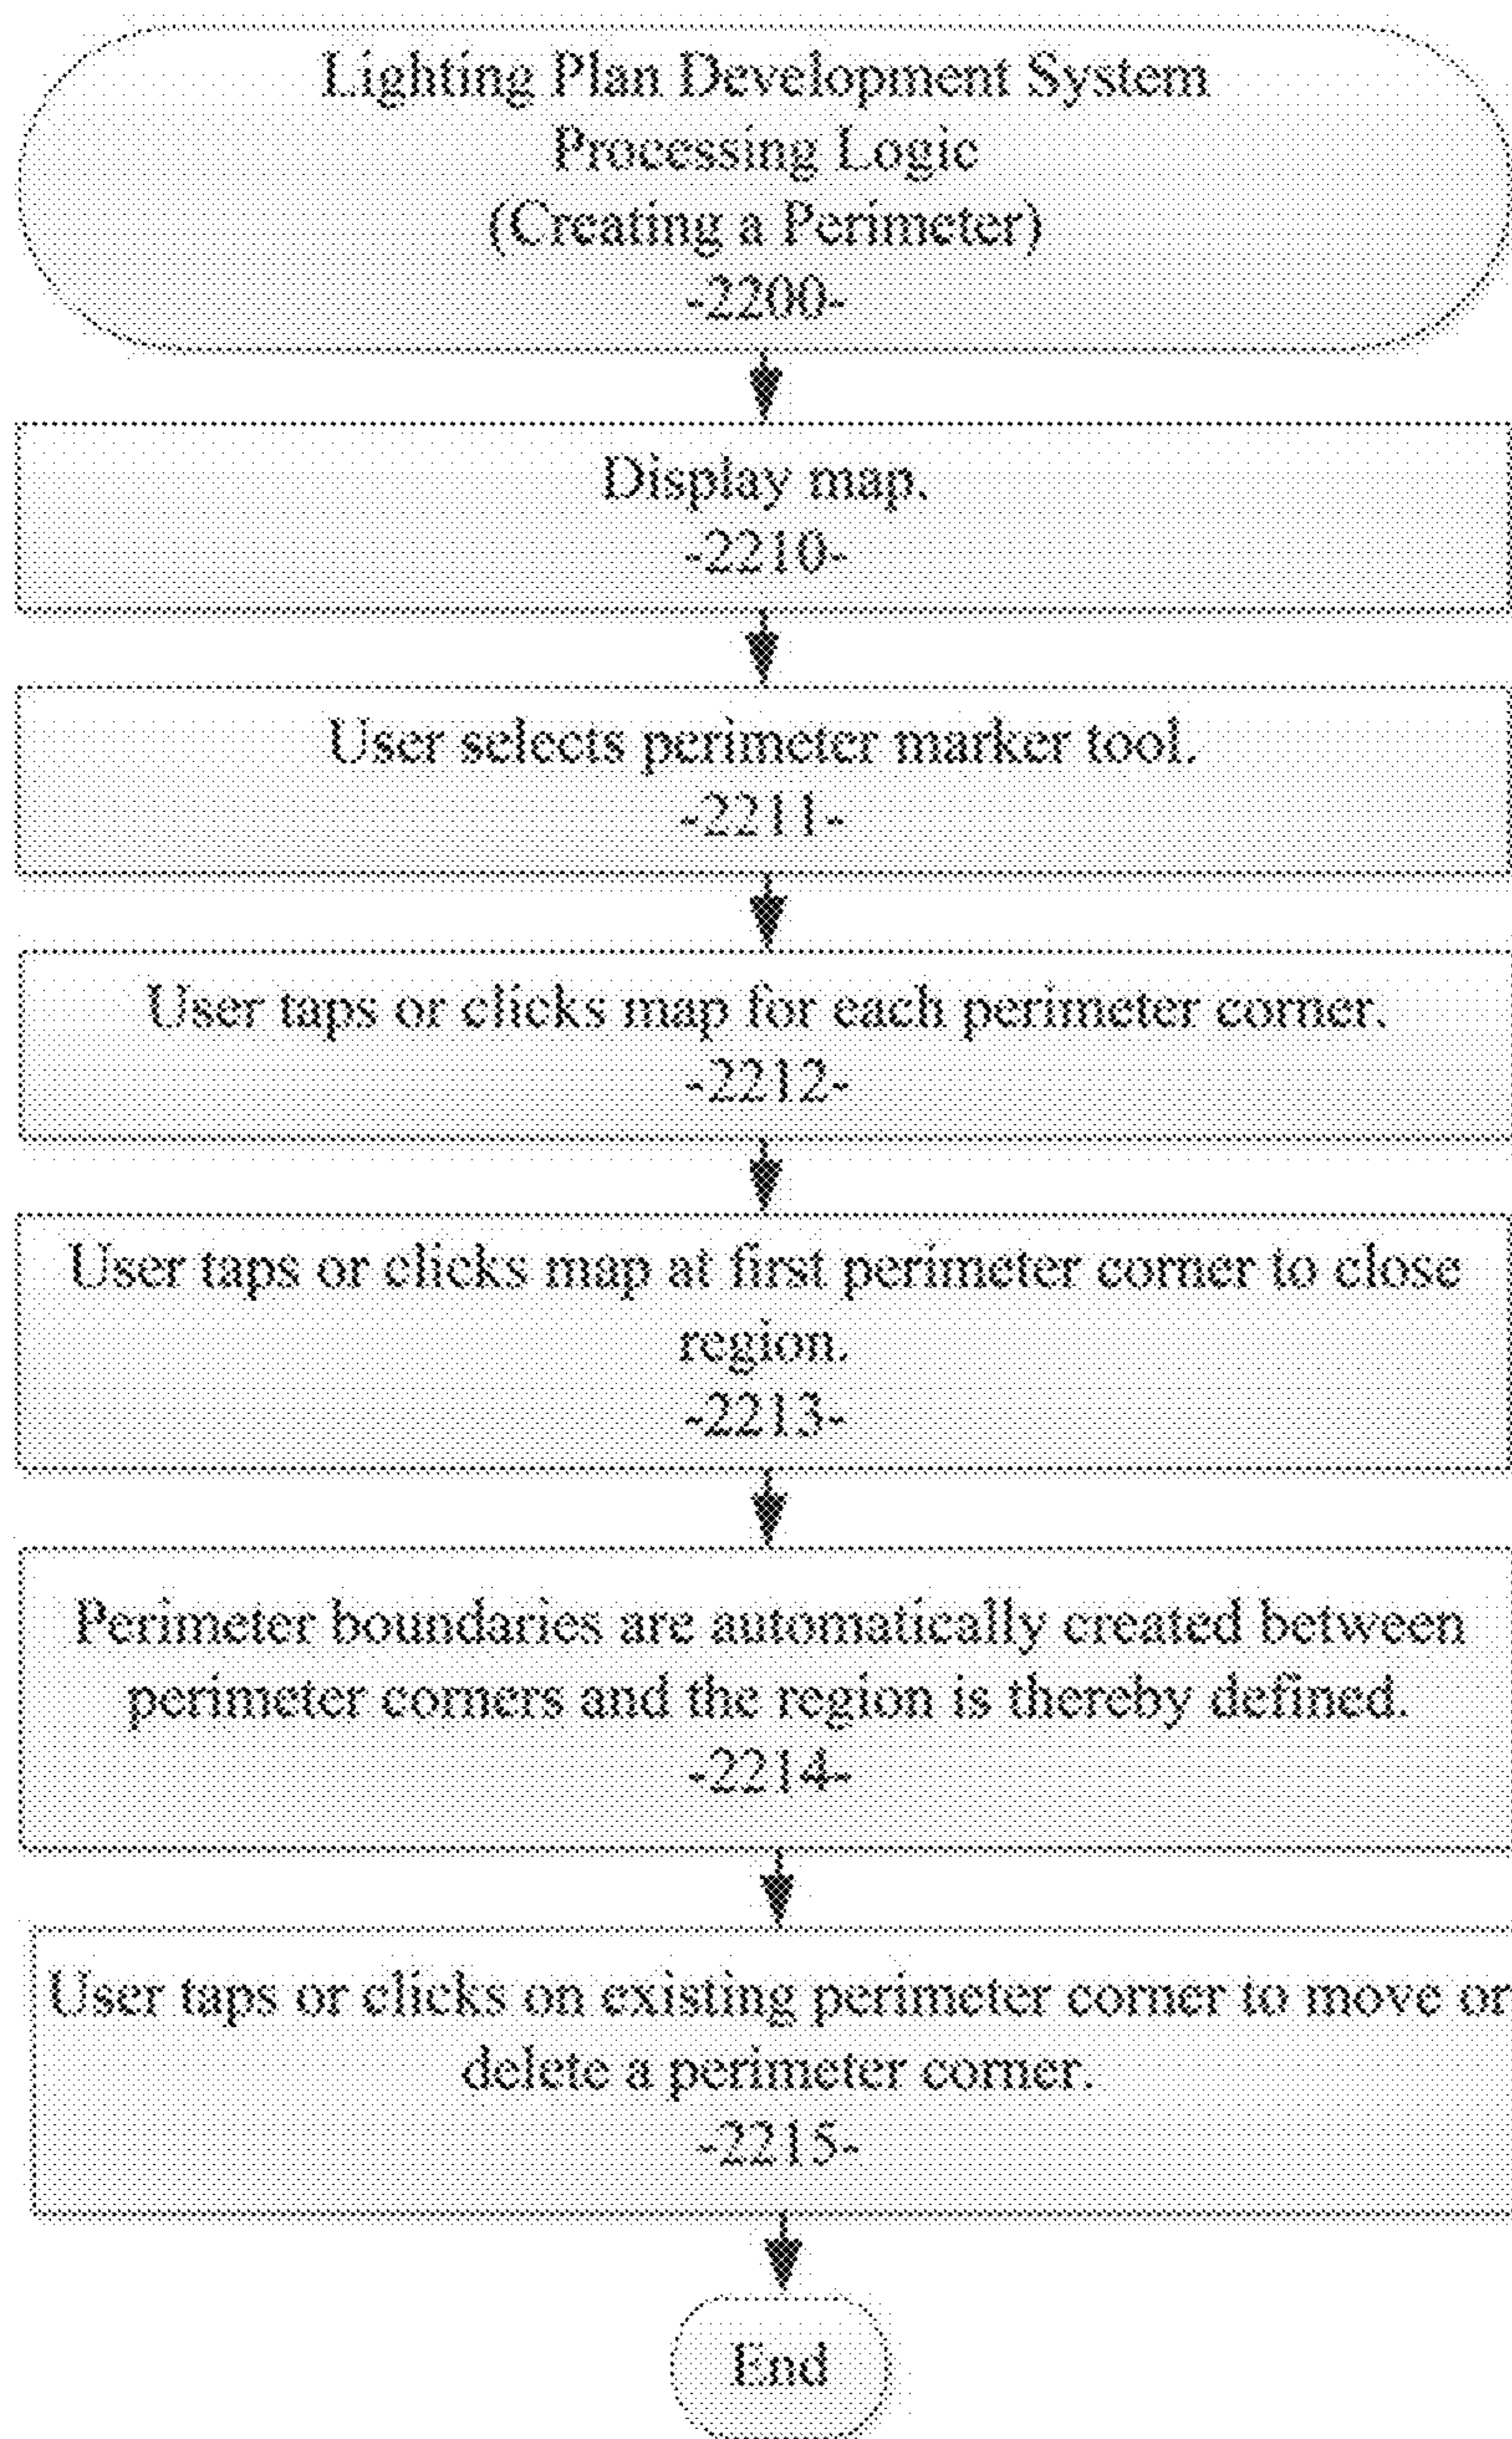 Lighting Plan Development System
Processing Logic
(Creating a Perimeter)
-2200-
Display map.
-2210-
User selects perimeter marker tool.
-2211-
User taps or clicks map for each perimeter corner.
-2212-
User taps or clicks map at first perimeter corner to close
region.
-2213-
Perimeter boundaries are automatically created between
perimeter corners and the region is thereby defined.
-2214-
User taps or clicks on existing perimeter corner to move or
delete a perimeter corner.
-2215-
End